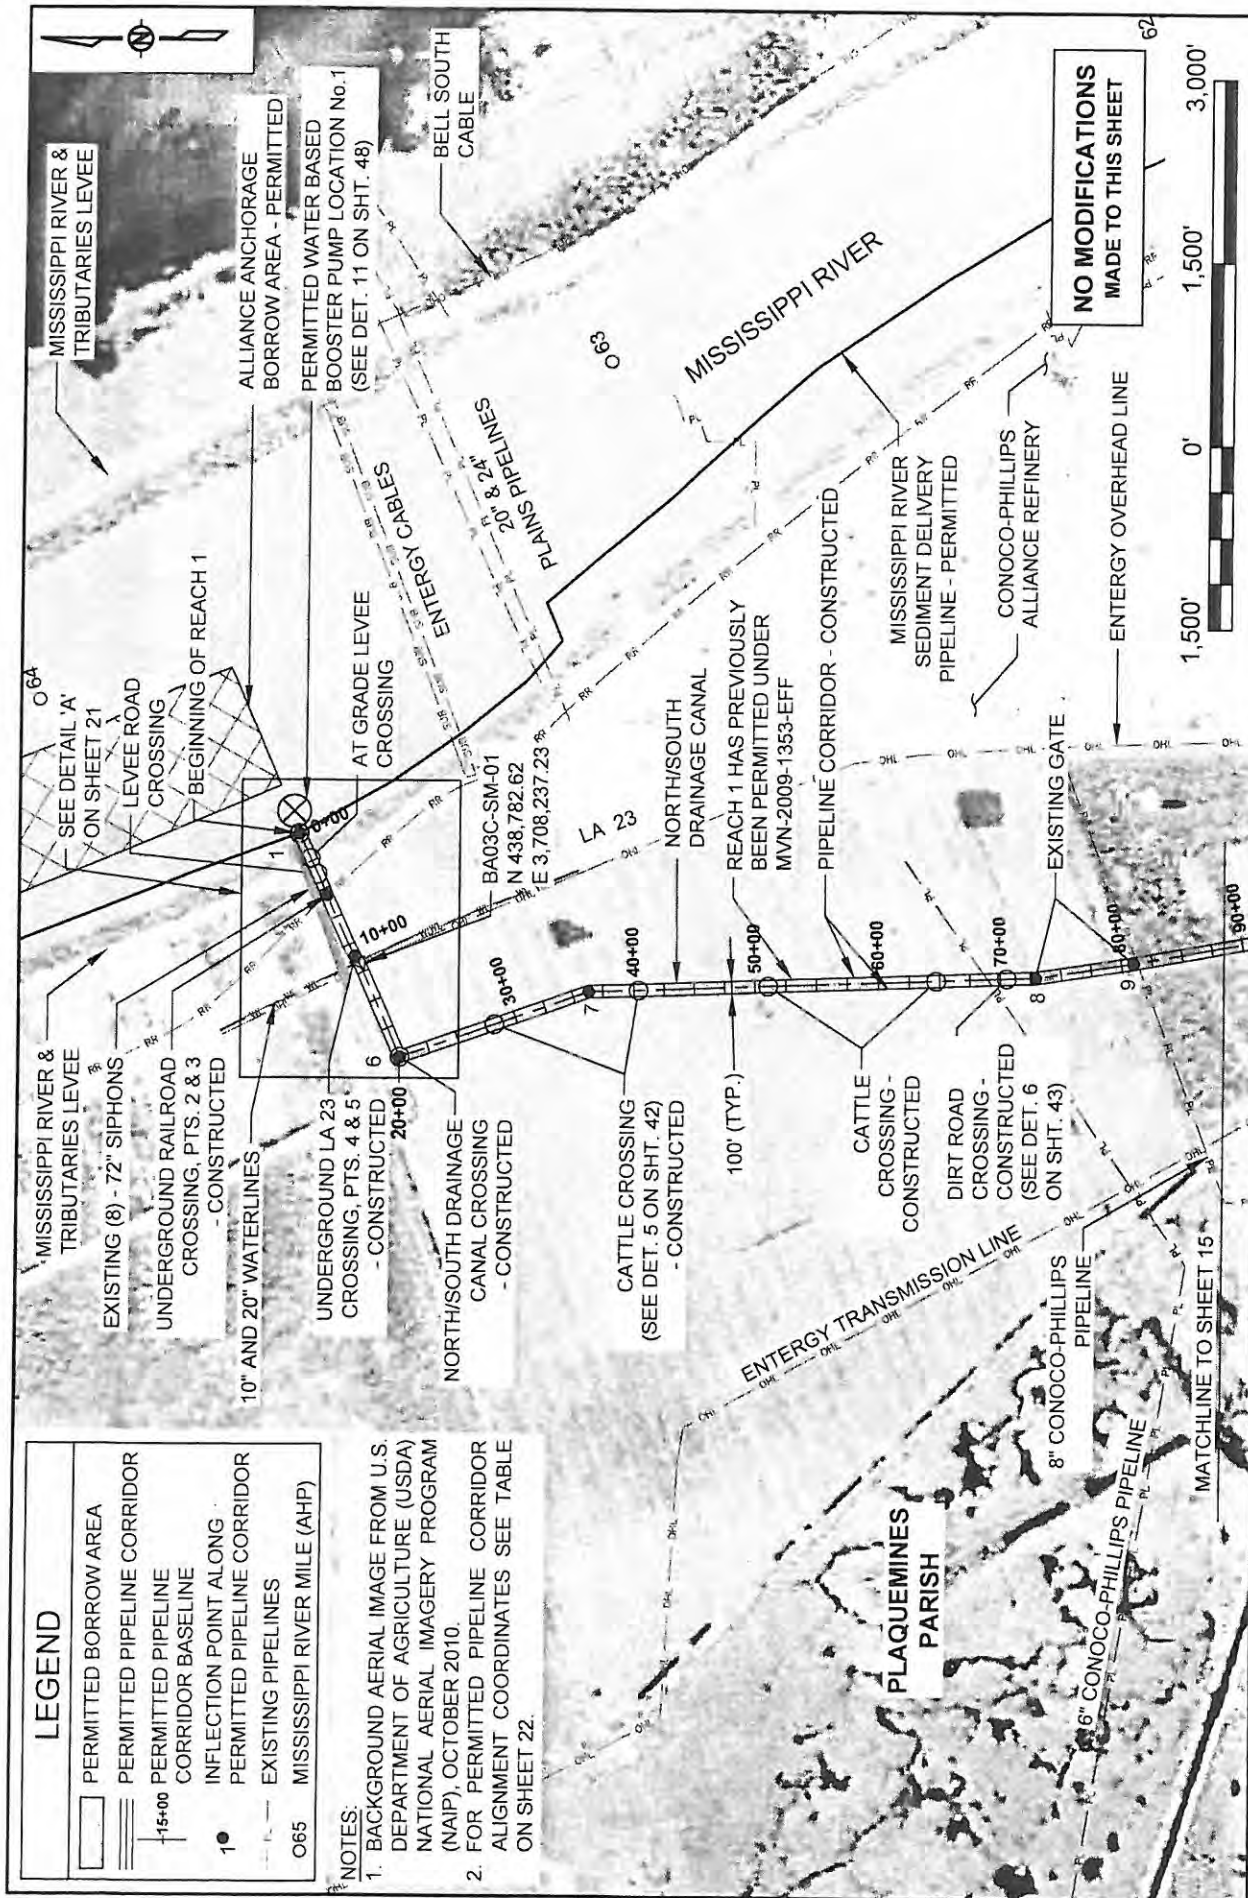 LEGEND
PERMITTED BORROW AREA
PERMITTED PIPELINE CORRIDOR
15+00
PERMITTED PIPELINE
CORRIDOR BASELINE
1
INFLECTION POINT ALONG
PERMITTED PIPELINE CORRIDOR
PL
EXISTING PIPELINES
O65
MISSISSIPPI RIVER MILE (AHP)
NOTES:
1. BACKGROUND AERIAL IMAGE FROM U.S.
DEPARTMENT OF AGRICULTURE (USDA)
NATIONAL AERIAL IMAGERY PROGRAM
(NAIP), OCTOBER 2010.
2. FOR PERMITTED PIPELINE CORRIDOR
ALIGNMENT COORDINATES SEE TABLE
ON SHEET 22.
MISSISSIPPI RIVER &
TRIBUTARIES LEVEE
EXISTING (8) - 72" SIPHONS
UNDERGROUND RAILROAD
CROSSING, PTS. 2 & 3
- CONSTRUCTED
10" AND 20" WATERLINES
UNDERGROUND LA 23
CROSSING, PTS. 4 & 5
- CONSTRUCTED
NORTH/SOUTH DRAINAGE
CANAL CROSSING
- CONSTRUCTED
CATTLE CROSSING
(SEE DET. 5 ON SHT. 42)
- CONSTRUCTED
100' (TYP.)
CATTLE
CROSSING -
CONSTRUCTED
DIRT ROAD
CROSSING -
CONSTRUCTED
(SEE DET. 6
ON SHT. 43)
ENTERGY TRANSMISSION LINE
8" CONOCO-PHILLIPS
PIPELINE
6" CONOCO-PHILLIPS PIPELINE
MATCHLINE TO SHEET 15
PLAQUEMINES
PARISH
O 64
SEE DETAIL 'A'
ON SHEET 21
LEVEE ROAD
CROSSING
BEGINNING OF REACH 1
AT GRADE LEVEE
CROSSING
1
0+00
10+00
6
20+00
30+00
40+00
50+00
60+00
70+00
8
80+00
9
90+00
BA03C-SM-01
N 438,782.62
E 3,708,237.23
LA 23
NORTH/SOUTH
DRAINAGE CANAL
REACH 1 HAS PREVIOUSLY
BEEN PERMITTED UNDER
MVN-2009-1353-EFF
PIPELINE CORRIDOR - CONSTRUCTED
EXISTING GATE
MISSISSIPPI RIVER &
TRIBUTARIES LEVEE
ALLIANCE ANCHORAGE
BORROW AREA - PERMITTED
PERMITTED WATER BASED
BOOSTER PUMP LOCATION No.1
(SEE DET. 11 ON SHT. 48)
BELL SOUTH
CABLE
ENTERGY CABLES
20" & 24"
PLAINS PIPELINES
O 63
MISSISSIPPI RIVER
MISSISSIPPI RIVER
SEDIMENT DELIVERY
PIPELINE - PERMITTED
CONOCO-PHILLIPS
ALLIANCE REFINERY
ENTERGY OVERHEAD LINE
62
NO MODIFICATIONS
MADE TO THIS SHEET
1,500'
0'
1,500'
3,000'
N